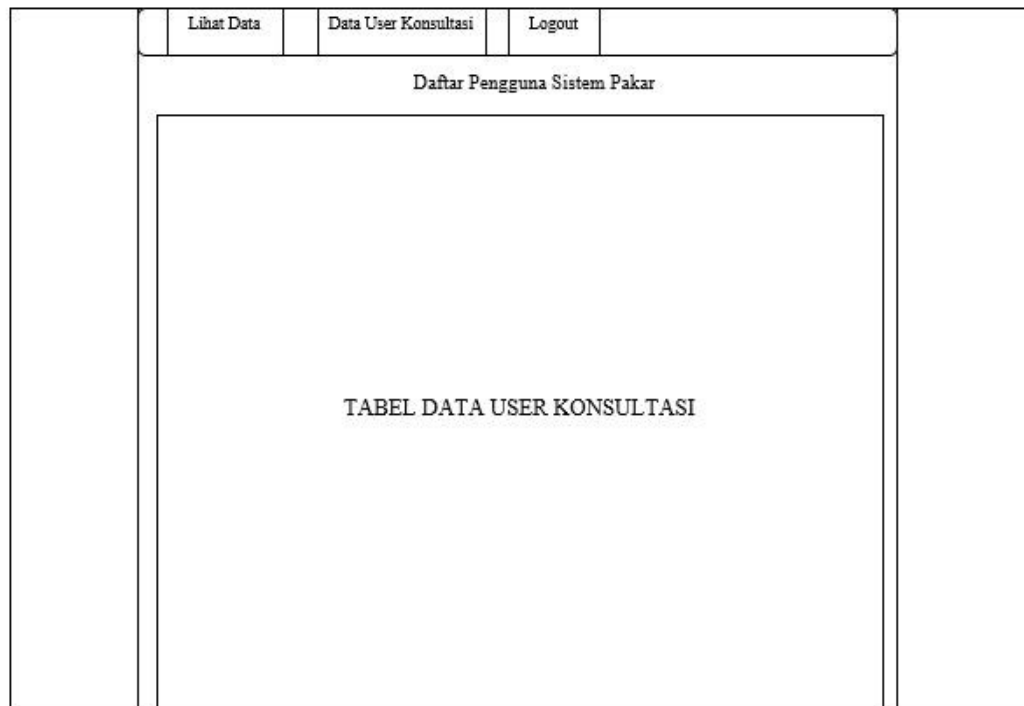 Lihat Data Data User Konsultasi Logout
Daftar Pengguna Sistem Pakar
TABEL DATA USER KONSULTASI